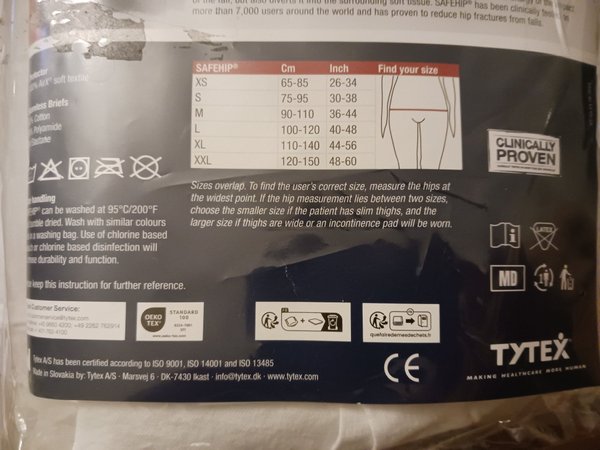 of the fall, but also diverts it into the surrounding soft tissue. SAFEHIP® has been clinically tested on
more than 7,000 users around the world and has proven to reduce hip fractures from falls.
soft textile
Briefs
Cotton
SAFEHIP® Cm Inch Find your size
XS 65-85 26-34
S 75-95 30-38
M 90-110 36-44
L 100-120 40-48
XL 110-140 44-56
XXL 120-150 48-60
CLINICALLY
PROVEN
Sizes overlap. To find the user's correct size, measure the hips at
the widest point. If the hip measurement lies between two sizes,
choose the smaller size if the patient has slim thighs, and the
larger size if thighs are wide or an incontinence pad will be worn.
handling
can be washed at 95°C/200°F
dried. Wash with similar colours
a washing bag. Use of chlorine based
or chlorine based disinfection will
durability and function.
keep this instruction for further reference.
LATEX
MD
Customer Service:
OEKO
TEX®
STANDARD
100
www.oeko-tex.com
quefairedemesdechets.fr
CE
TYTEX
MAKING HEALTHCARE MORE HUMAN
Tytex A/S has been certified according to ISO 9001, ISO 14001 and ISO 13485
Made in Slovakia by: Tytex A/S · Marsvej 6 · DK-7430 Ikast · info@tytex.dk · www.tytex.com